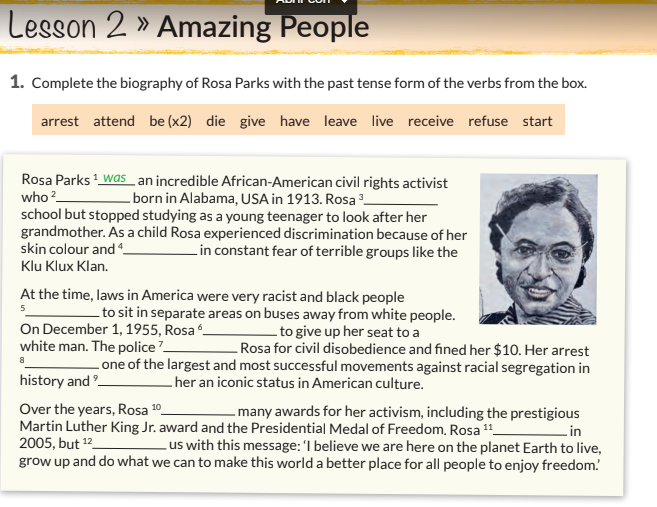 Lesson 2 » Amazing People
1. Complete the biography of Rosa Parks with the past tense form of the verbs from the box.
arrest attend be (x2) die give have leave live receive refuse start
Rosa Parks 1 was an incredible African-American civil rights activist
who 2__________ born in Alabama, USA in 1913. Rosa 3__________
school but stopped studying as a young teenager to look after her
grandmother. As a child Rosa experienced discrimination because of her
skin colour and 4__________ in constant fear of terrible groups like the
Klu Klux Klan.
At the time, laws in America were very racist and black people
5__________ to sit in separate areas on buses away from white people.
On December 1, 1955, Rosa 6__________ to give up her seat to a
white man. The police 7__________ Rosa for civil disobedience and fined her $10. Her arrest
8__________ one of the largest and most successful movements against racial segregation in
history and 9__________ her an iconic status in American culture.
Over the years, Rosa 10__________ many awards for her activism, including the prestigious
Martin Luther King Jr. award and the Presidential Medal of Freedom. Rosa 11__________ in
2005, but 12__________ us with this message: 'I believe we are here on the planet Earth to live,
grow up and do what we can to make this world a better place for all people to enjoy freedom.'